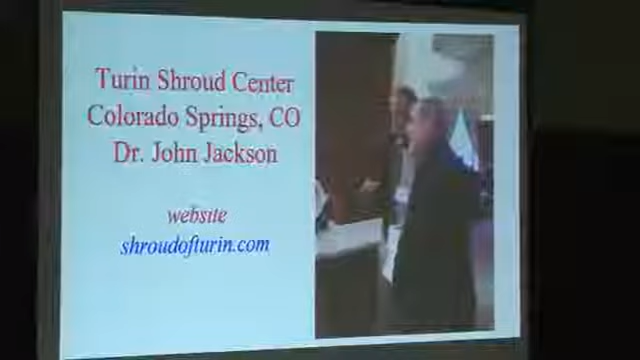 Turin Shroud Center
Colorado Springs, CO
Dr. John Jackson
website
shroudofturin.com